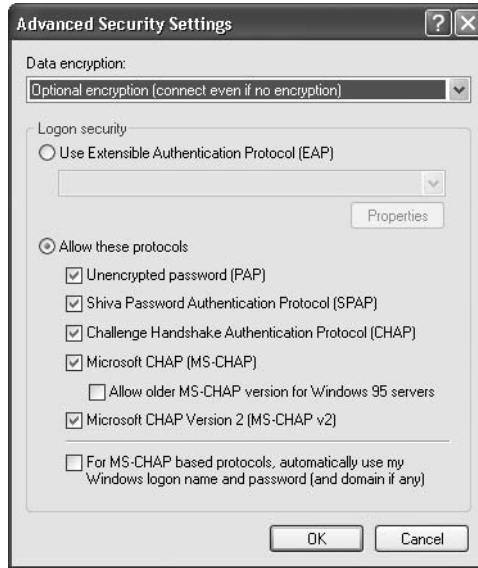 Advanced Security Settings
Data encryption:
Optional encryption (connect even if no encryption)
Logon security
Use Extensible Authentication Protocol (EAP)
Properties
Allow these protocols
Unencrypted password (PAP)
Shiva Password Authentication Protocol (SPAP)
Challenge Handshake Authentication Protocol (CHAP)
Microsoft CHAP (MS-CHAP)
Allow older MS-CHAP version for Windows 95 servers
Microsoft CHAP Version 2 (MS-CHAP v2)
For MS-CHAP based protocols, automatically use my
Windows logon name and password (and domain if any)
OK Cancel